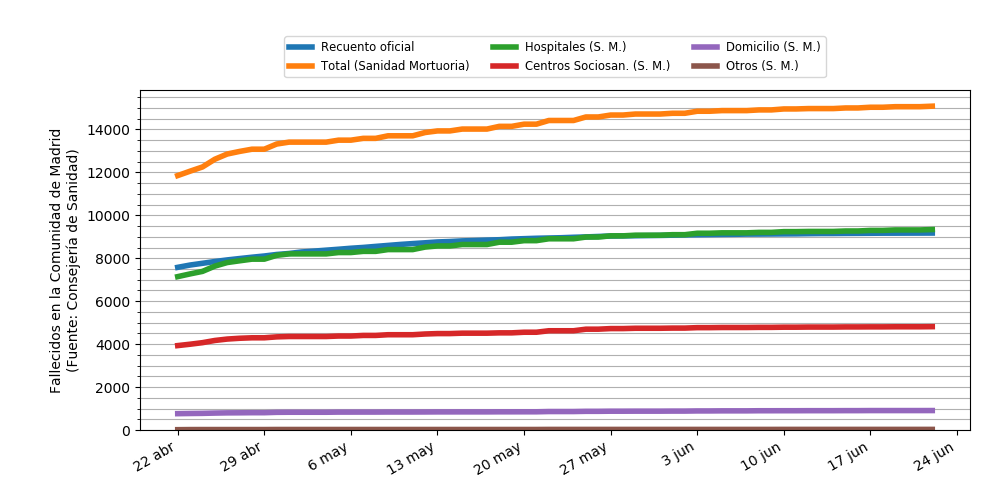 Recuento oficial
Total (Sanidad Mortuoria)
Hospitales (S. M.)
Centros Sociosan. (S. M.)
Domicilio (S. M.)
Otros (S. M.)
Fallecidos en la Comunidad de Madrid
(Fuente: Consejería de Sanidad)
14000
12000
10000
8000
6000
4000
2000
0
22 abr
29 abr
6 may
13 may
20 may
27 may
3 jun
10 jun
17 jun
24 jun